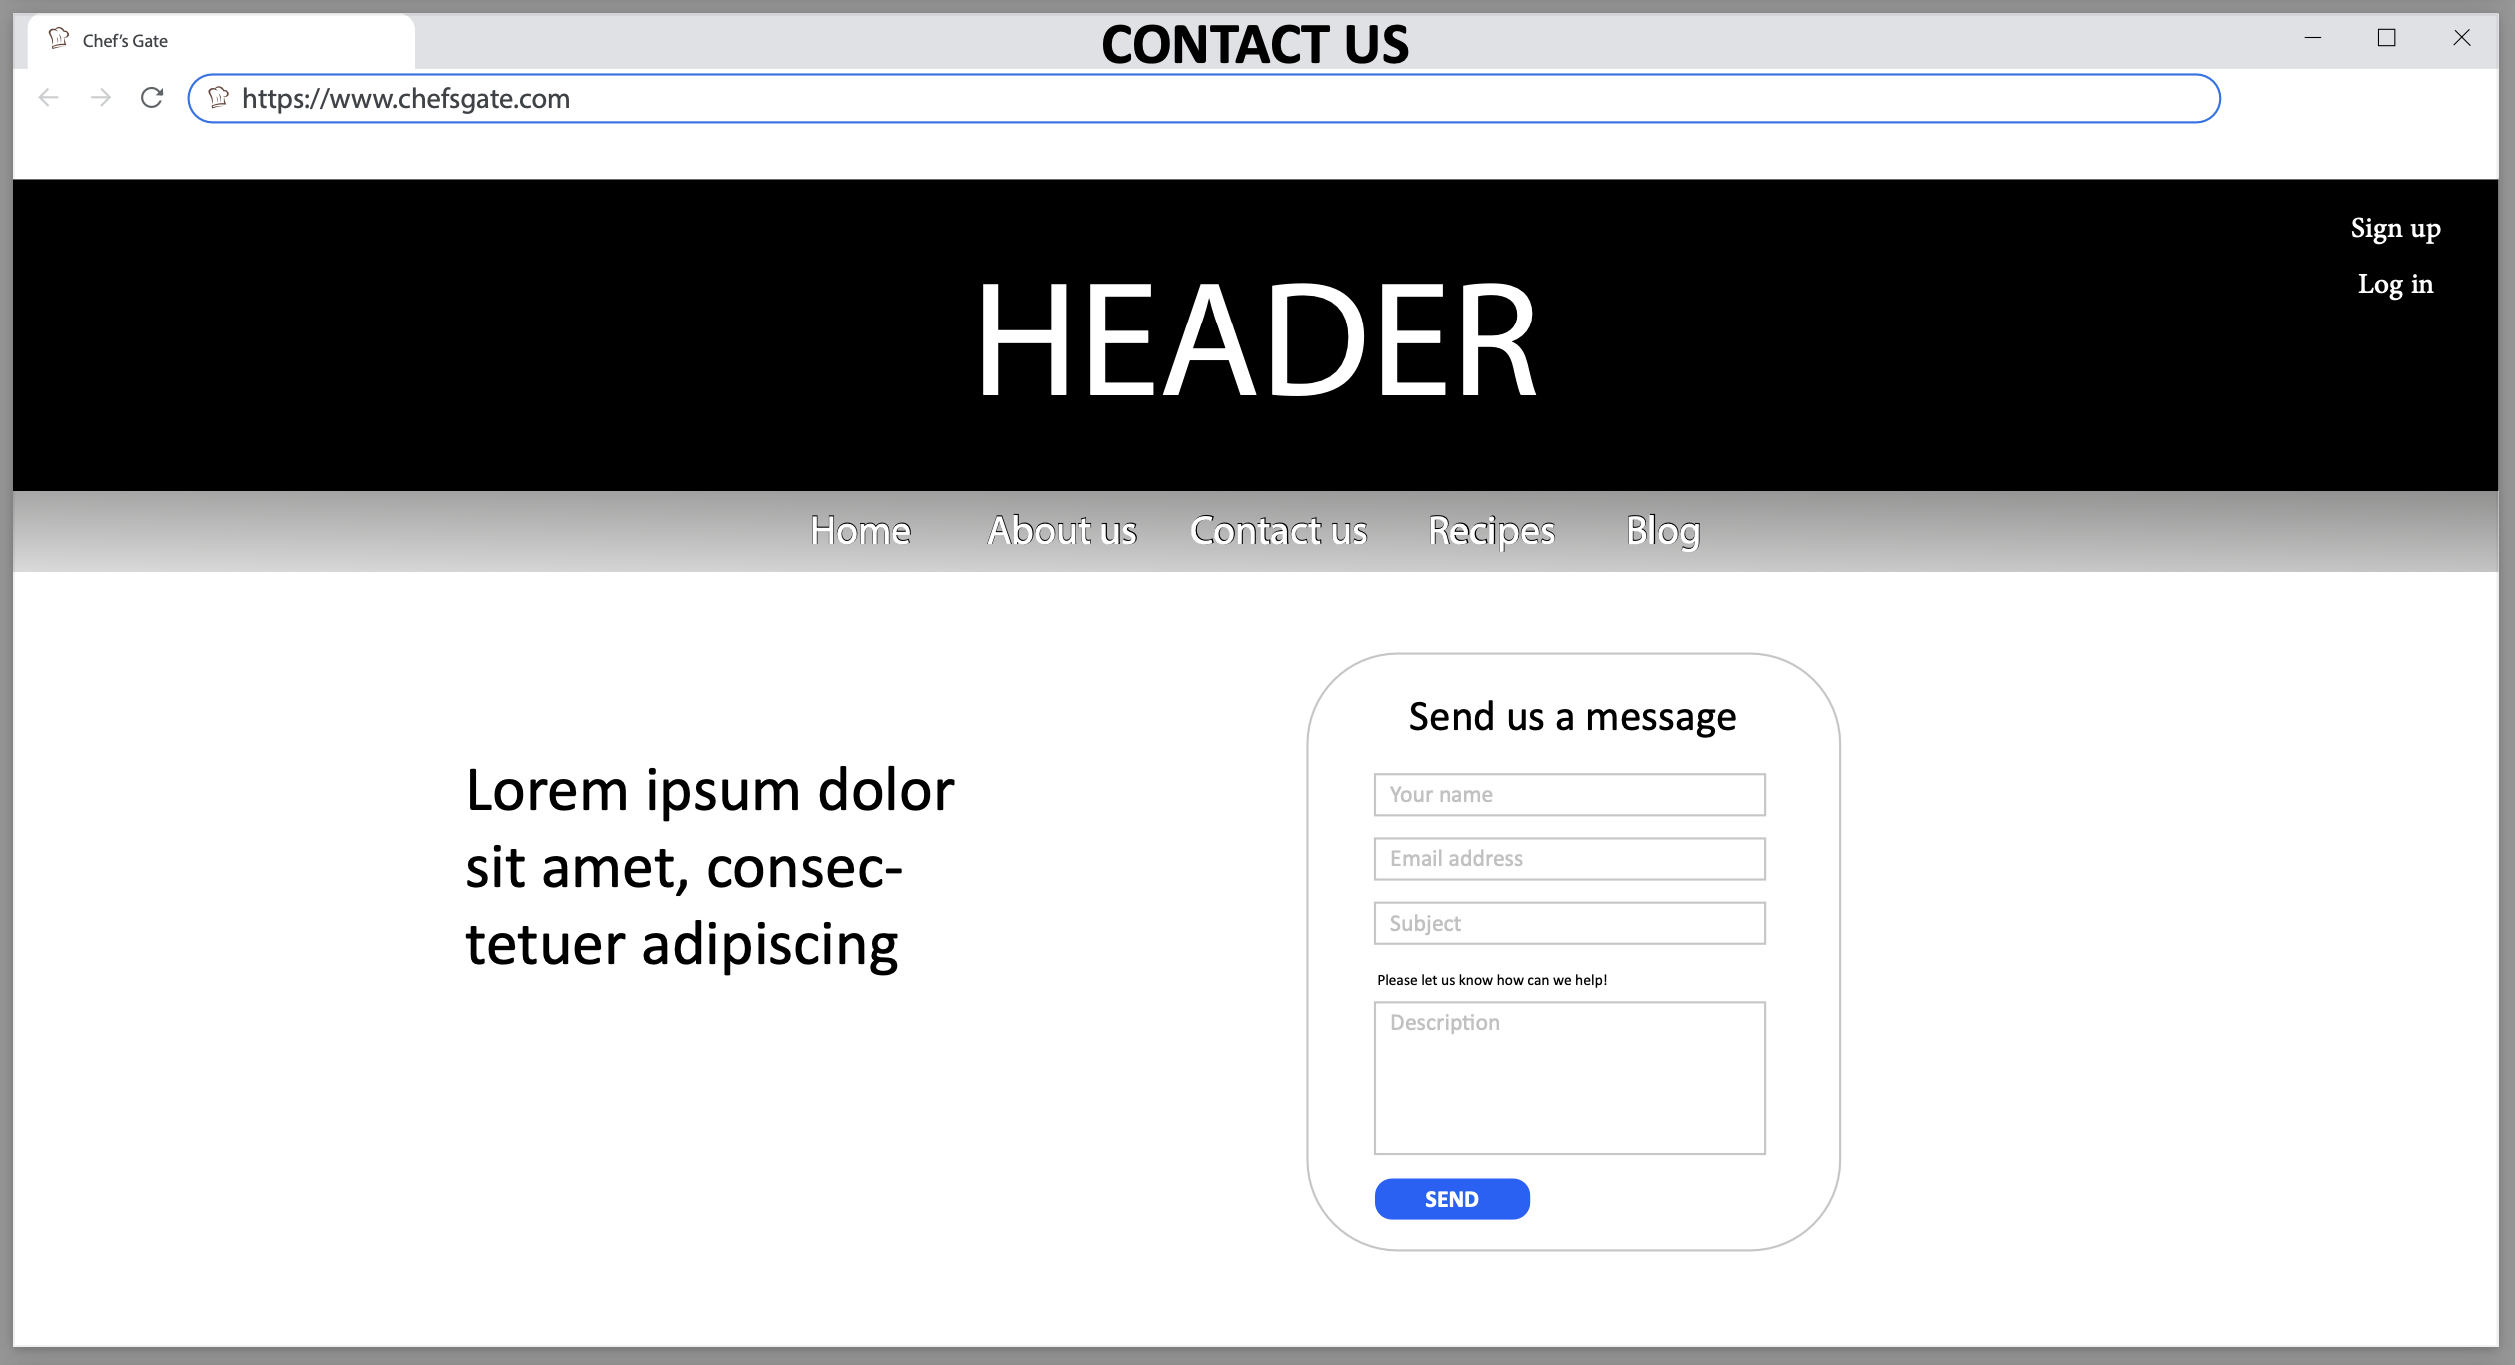 CONTACT US
Chef's Gate
https://www.chefsgate.com
Sign up
Log in
HEADER
Home About us Contact us Recipes Blog
Lorem ipsum dolor
sit amet, consec-
tetuer adipiscing
Send us a message
Your name
Email address
Subject
Please let us know how can we help!
Description
SEND